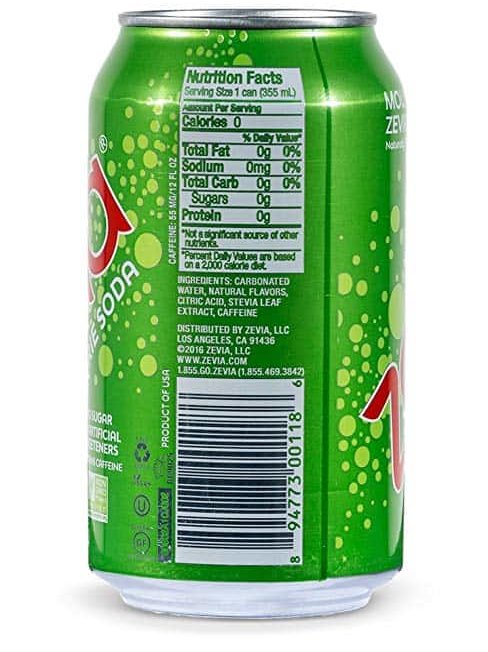 Nutrition Facts
Serving Size 1 can (355 mL)
Amount Per Serving
Calories 0
% Daily Value*
Total Fat 0g 0%
Sodium 0mg 0%
Total Carb 0g 0%
Sugars 0g
Protein 0g
*Not a significant source of other
nutrients.
*Percent Daily Values are based
on a 2,000 calorie diet.
CAFFEINE: 55 MG/12 FL OZ
INGREDIENTS: CARBONATED
WATER, NATURAL FLAVORS,
CITRIC ACID, STEVIA LEAF
EXTRACT, CAFFEINE
DISTRIBUTED BY ZEVIA, LLC
LOS ANGELES, CA 91436
©2016 ZEVIA, LLC
WWW.ZEVIA.COM
1.855.GO.ZEVIA (1.855.469.3842)
PRODUCT OF USA
8 94773 00118 6
®
SODA
SUGAR
CAFFEINE
U
GF